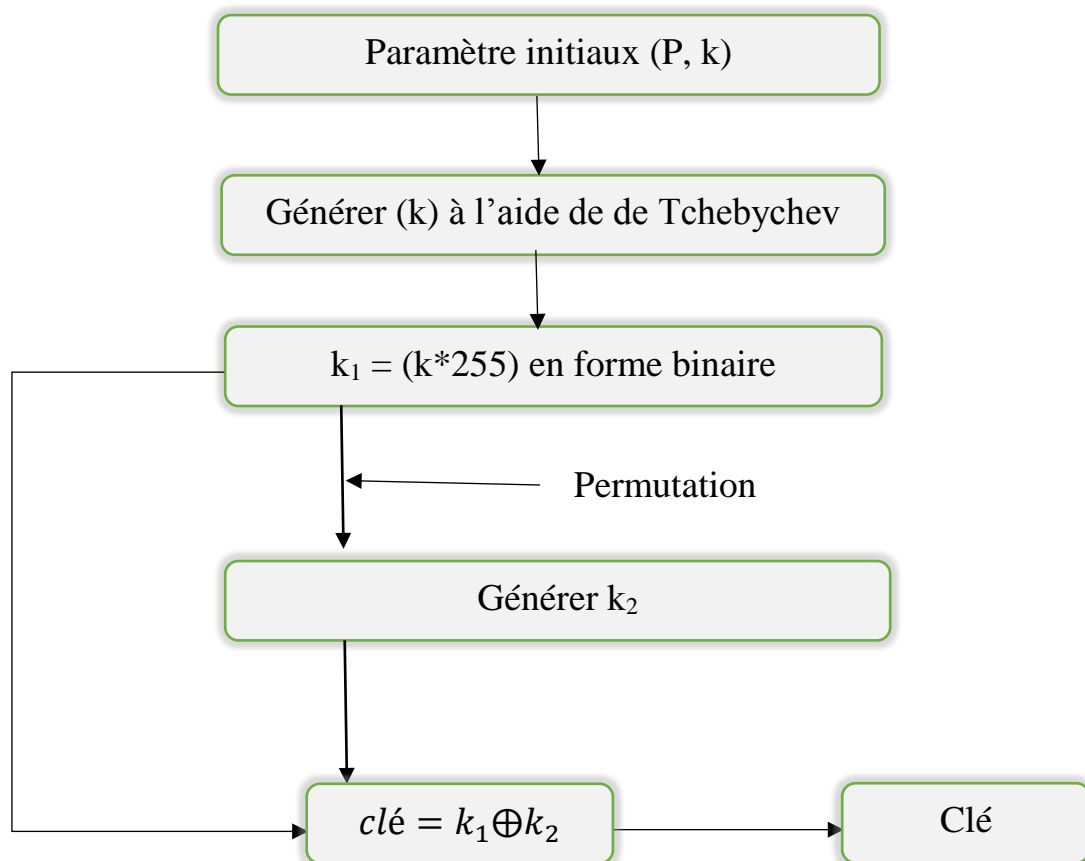 Paramètre initiaux (P, k)
Générer (k) à l’aide de de Tchebychev
k₁ = (k*255) en forme binaire
Permutation
Générer k₂
clé = k₁⊕k₂
Clé